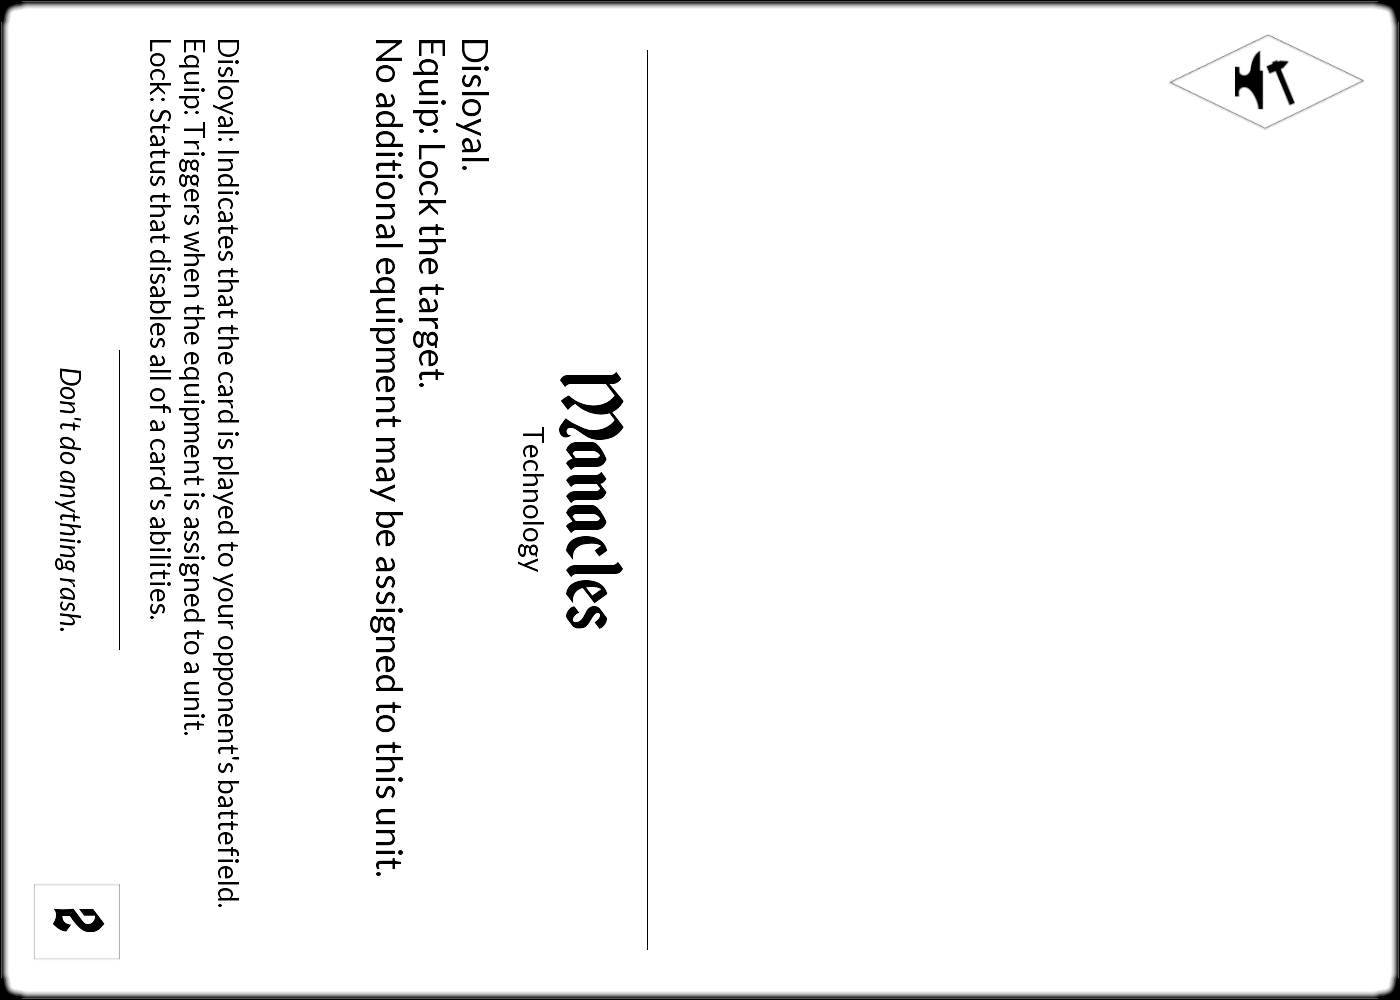 Manacles
Technology
Disloyal.
Equip: Lock the target.
No additional equipment may be assigned to this unit.
Disloyal: Indicates that the card is played to your opponent's battefield.
Equip: Triggers when the equipment is assigned to a unit.
Lock: Status that disables all of a card's abilities.
Don't do anything rash.
2